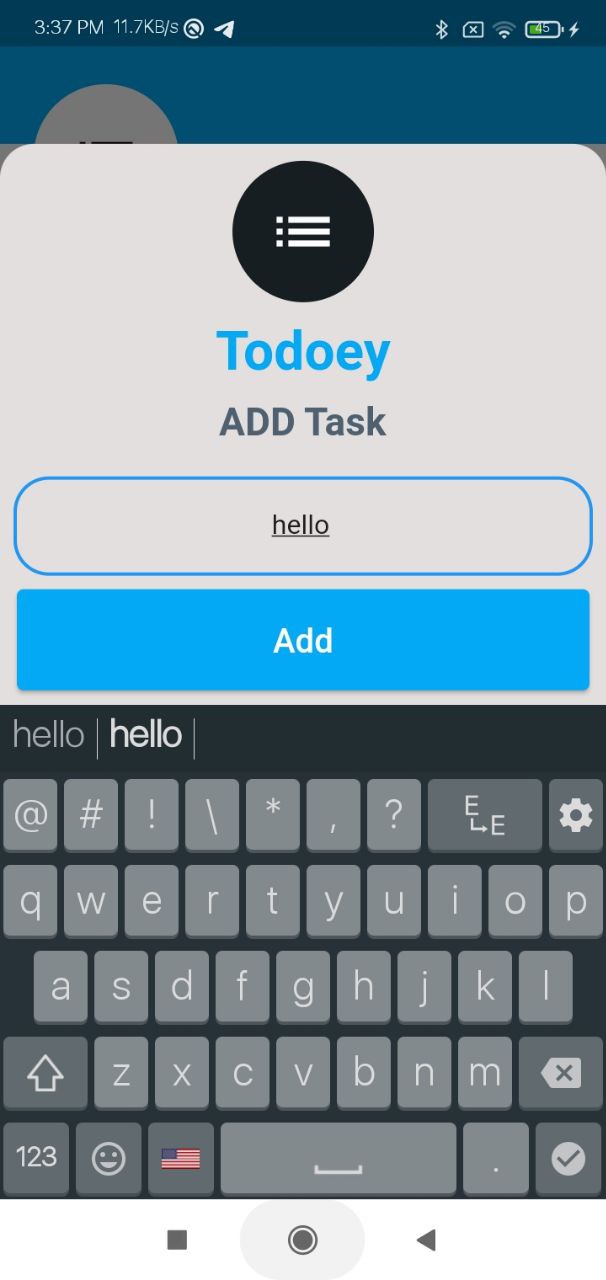 3:37 PM 11.7KB/s 45
Todoey
ADD Task
hello
Add
hello hello
@ # ! \ * , ? E E
q w e r t y u i o p
a s d f g h j k l
z x c v b n m
123 .